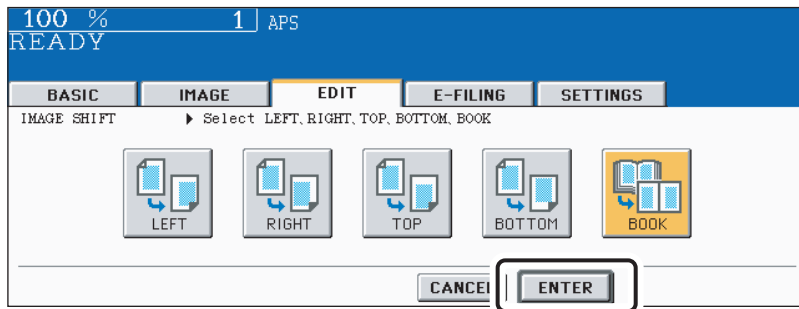 100 % 1 APS
READY
BASIC IMAGE EDIT E-FILING SETTINGS
IMAGE SHIFT ▶ Select LEFT, RIGHT, TOP, BOTTOM, BOOK
LEFT RIGHT TOP BOTTOM BOOK
CANCEL ENTER